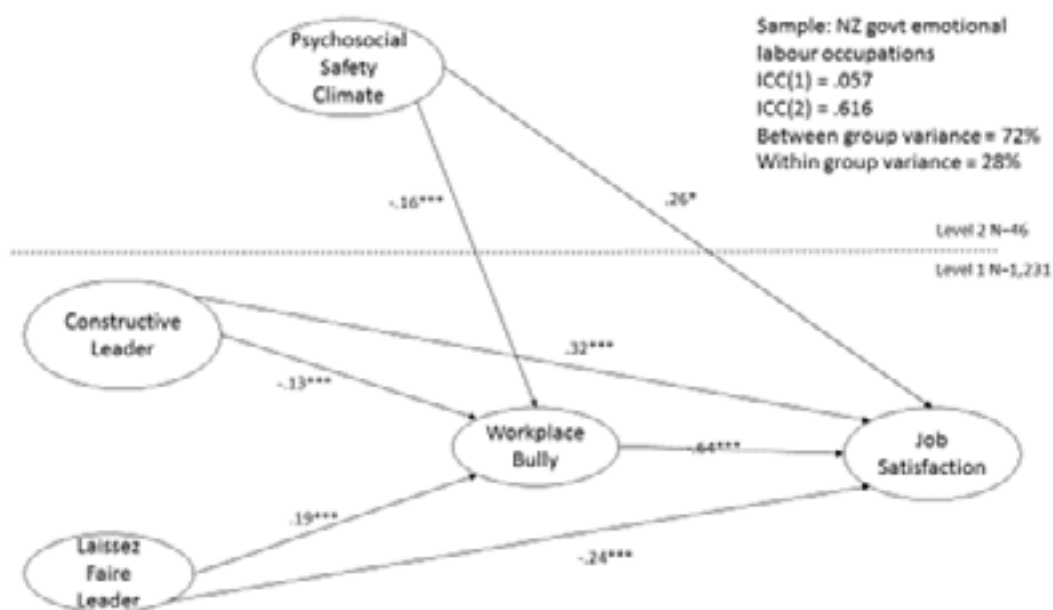 Psychosocial
Safety
Climate
Sample: NZ govt emotional
labour occupations
ICC(1) = .057
ICC(2) = .616
Between group variance = 72%
Within group variance = 28%
-.16***
.26*
Level 2 N=46
Level 1 N=1,231
Constructive
Leader
.32***
-.13***
Workplace
Bully
-.64***
Job
Satisfaction
.19***
-.24***
Laissez
Faire
Leader